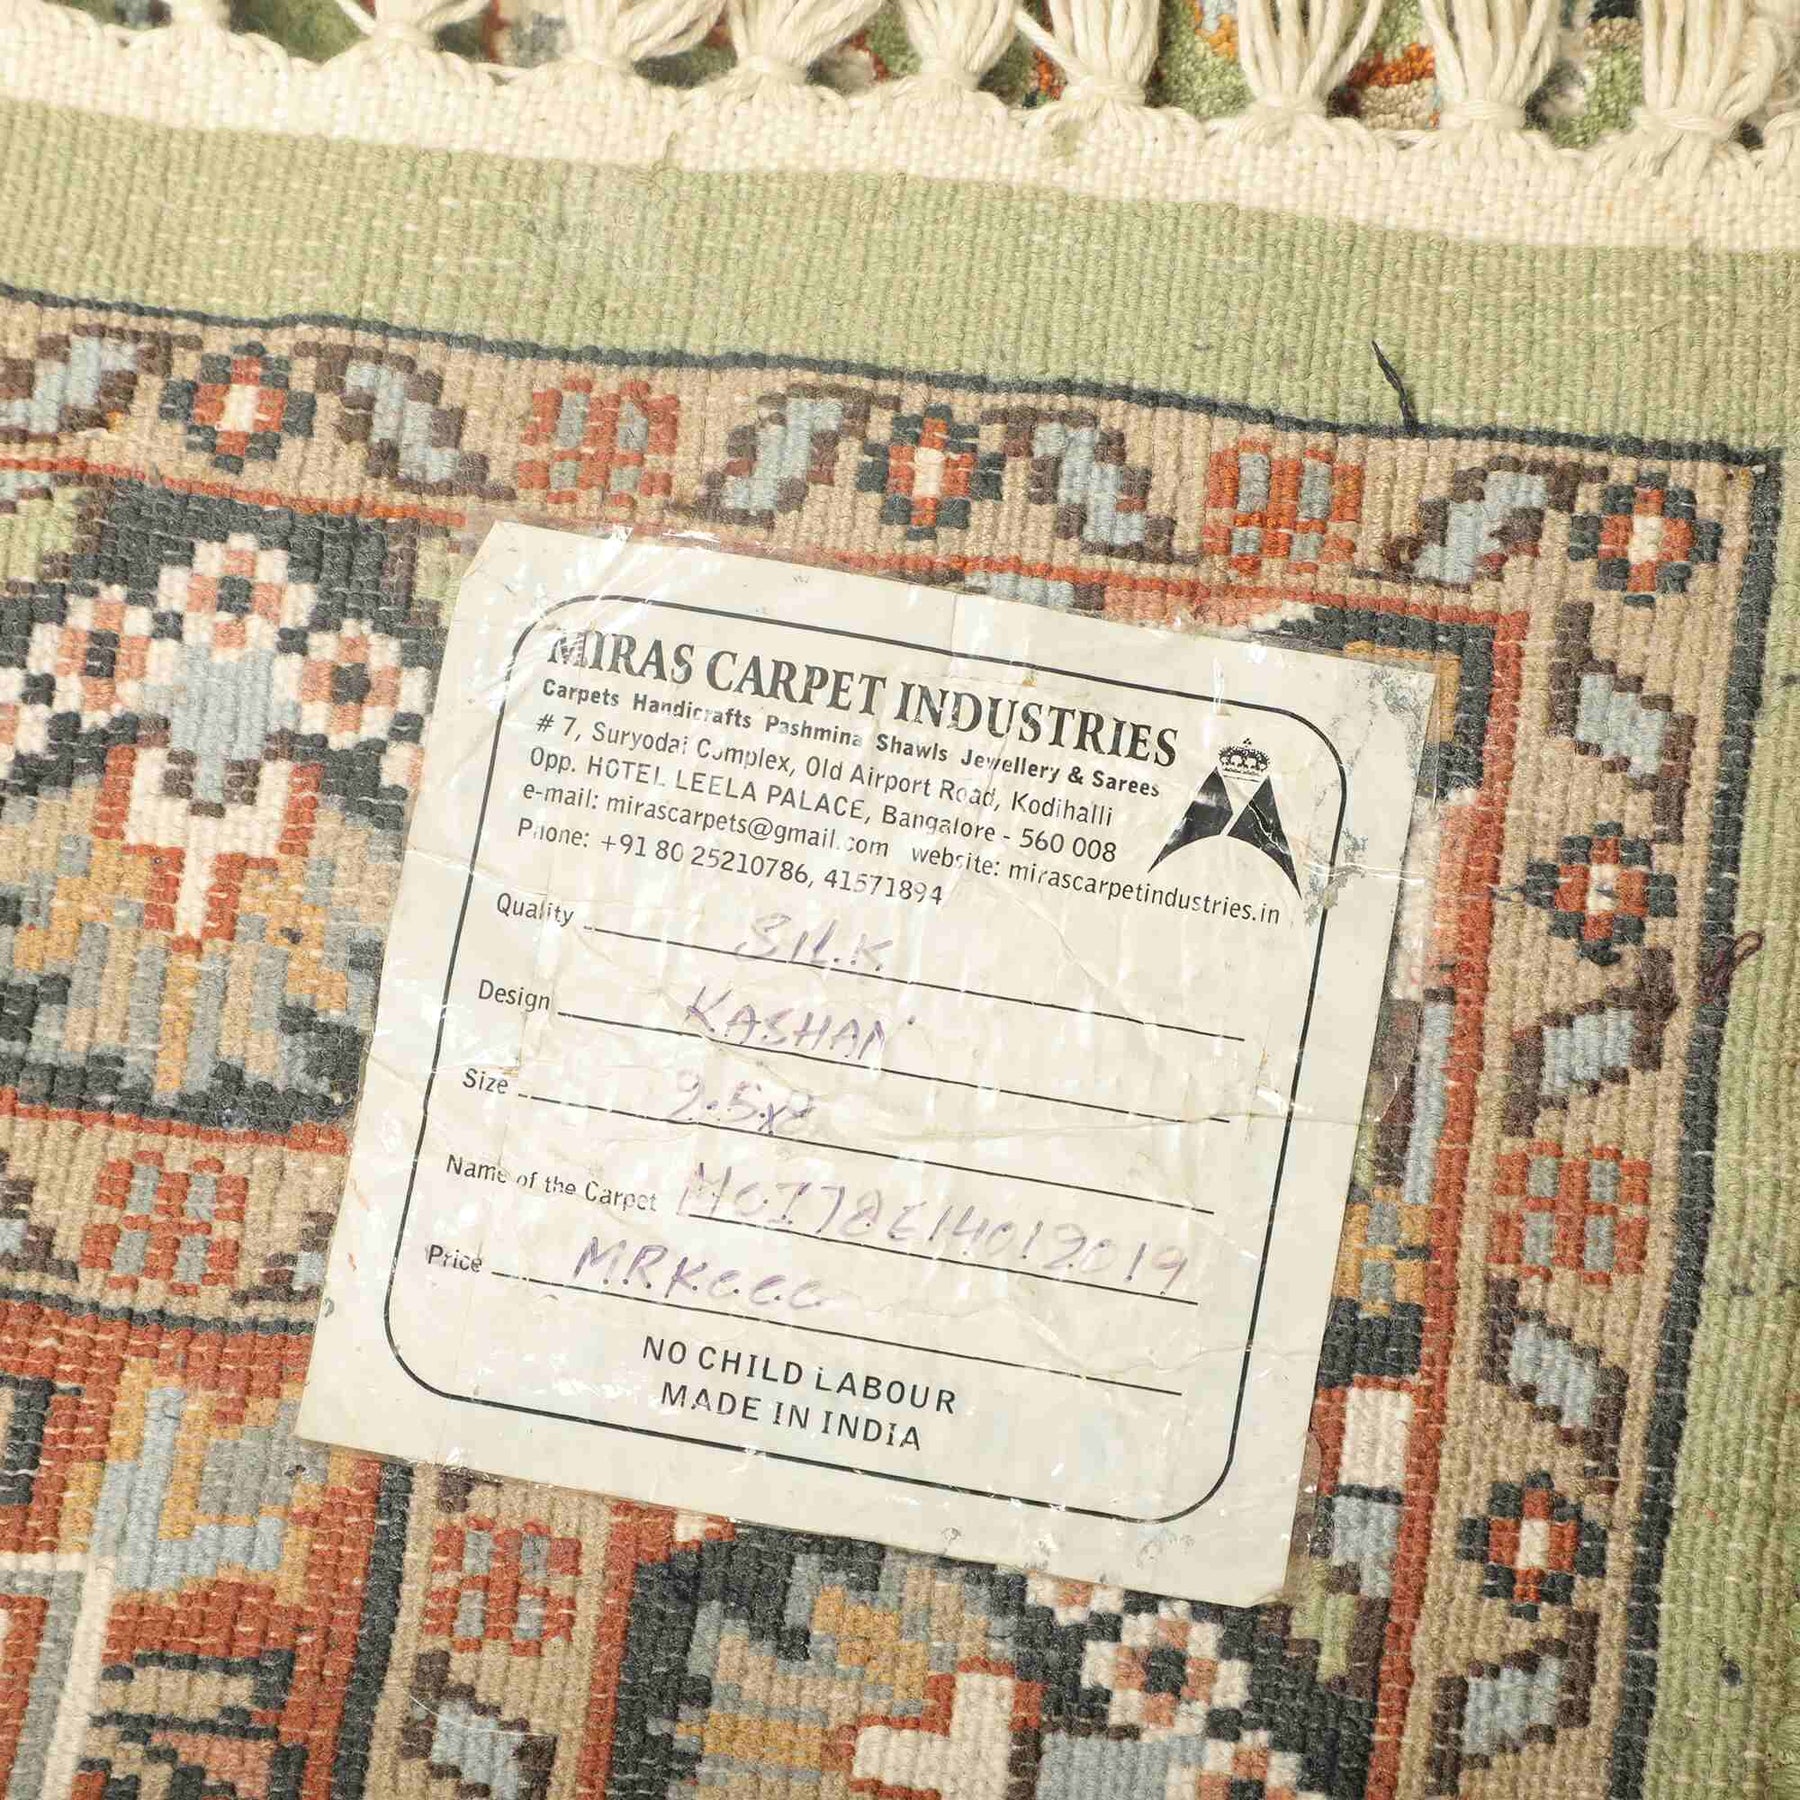 MIRAS CARPET INDUSTRIES
Carpets Handicrafts Pashmina Shawls Jewellery & Sarees
# 7, Suryodai Complex, Old Airport Road, Kodihalli
Opp. HOTEL LEELA PALACE, Bangalore - 560 008
e-mail: mirascarpets@gmail.com website: mirascarpetindustries.in
Phone: +91 80 25210786, 41571894
Quality SILK
Design KASHAN
Size 2.5x
Name of the Carpet
Price
NO CHILD LABOUR
MADE IN INDIA